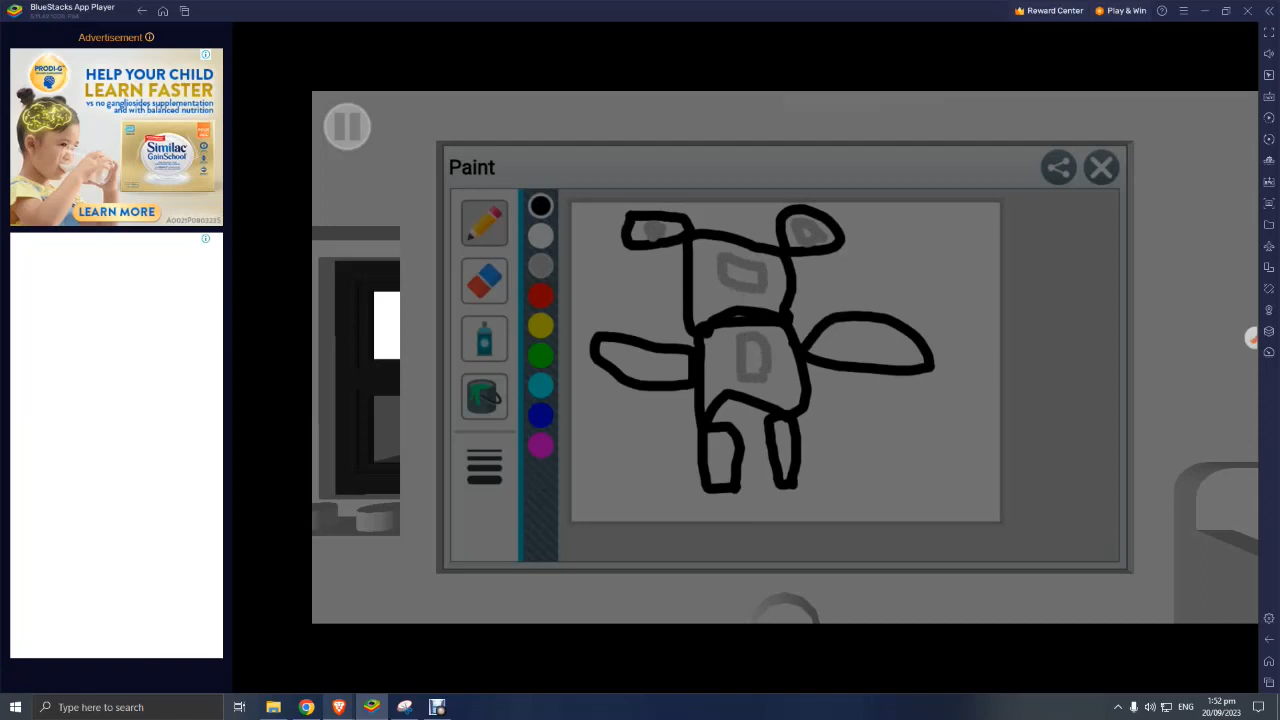 BlueStacks App Player
Reward Center
Play & Win
Advertisement
PRODI-G
HELP YOUR CHILD
LEARN FASTER
vs no gangliosides supplementation
and with balanced nutrition
Similac
GainSchool
LEARN MORE
Paint
Type here to search
ENG
1:52 pm
20/09/2023